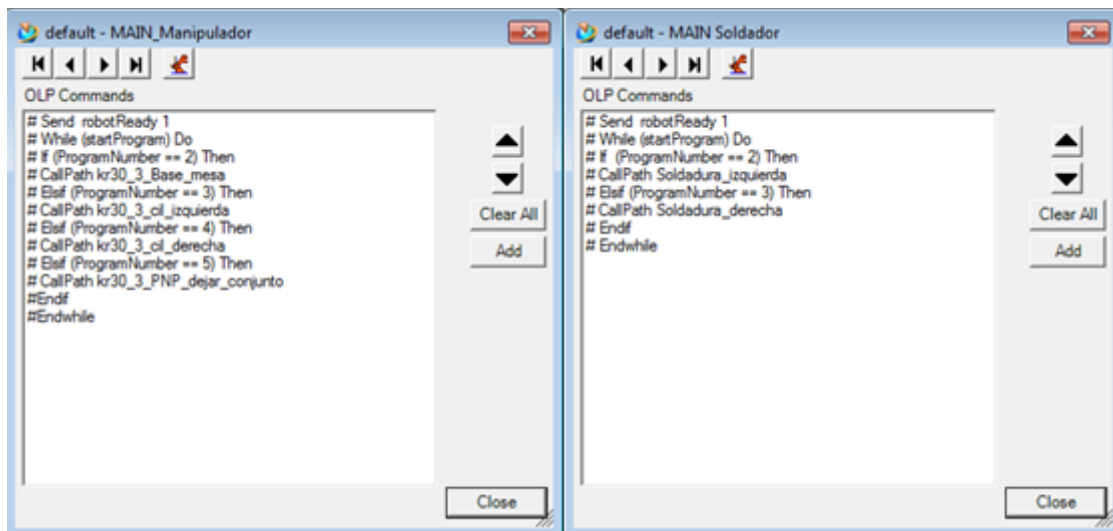 default - MAIN_Manipulador
OLP Commands
# Send robotReady 1
# While (startProgram) Do
# If (ProgramNumber == 2) Then
# CallPath kr30_3_Base_mesa
# Elsif (ProgramNumber == 3) Then
# CallPath kr30_3_cil_izquierda
# Elsif (ProgramNumber == 4) Then
# CallPath kr30_3_cil_derecha
# Elsif (ProgramNumber == 5) Then
# CallPath kr30_3_PNP_dejar_conjunto
#Endif
#Endwhile
Clear All
Add
Close
default - MAIN Soldador
OLP Commands
# Send robotReady 1
# While (startProgram) Do
# If (ProgramNumber == 2) Then
# CallPath Soldadura_izquierda
# Elsif (ProgramNumber == 3) Then
# CallPath Soldadura_derecha
# Endif
# Endwhile
Clear All
Add
Close